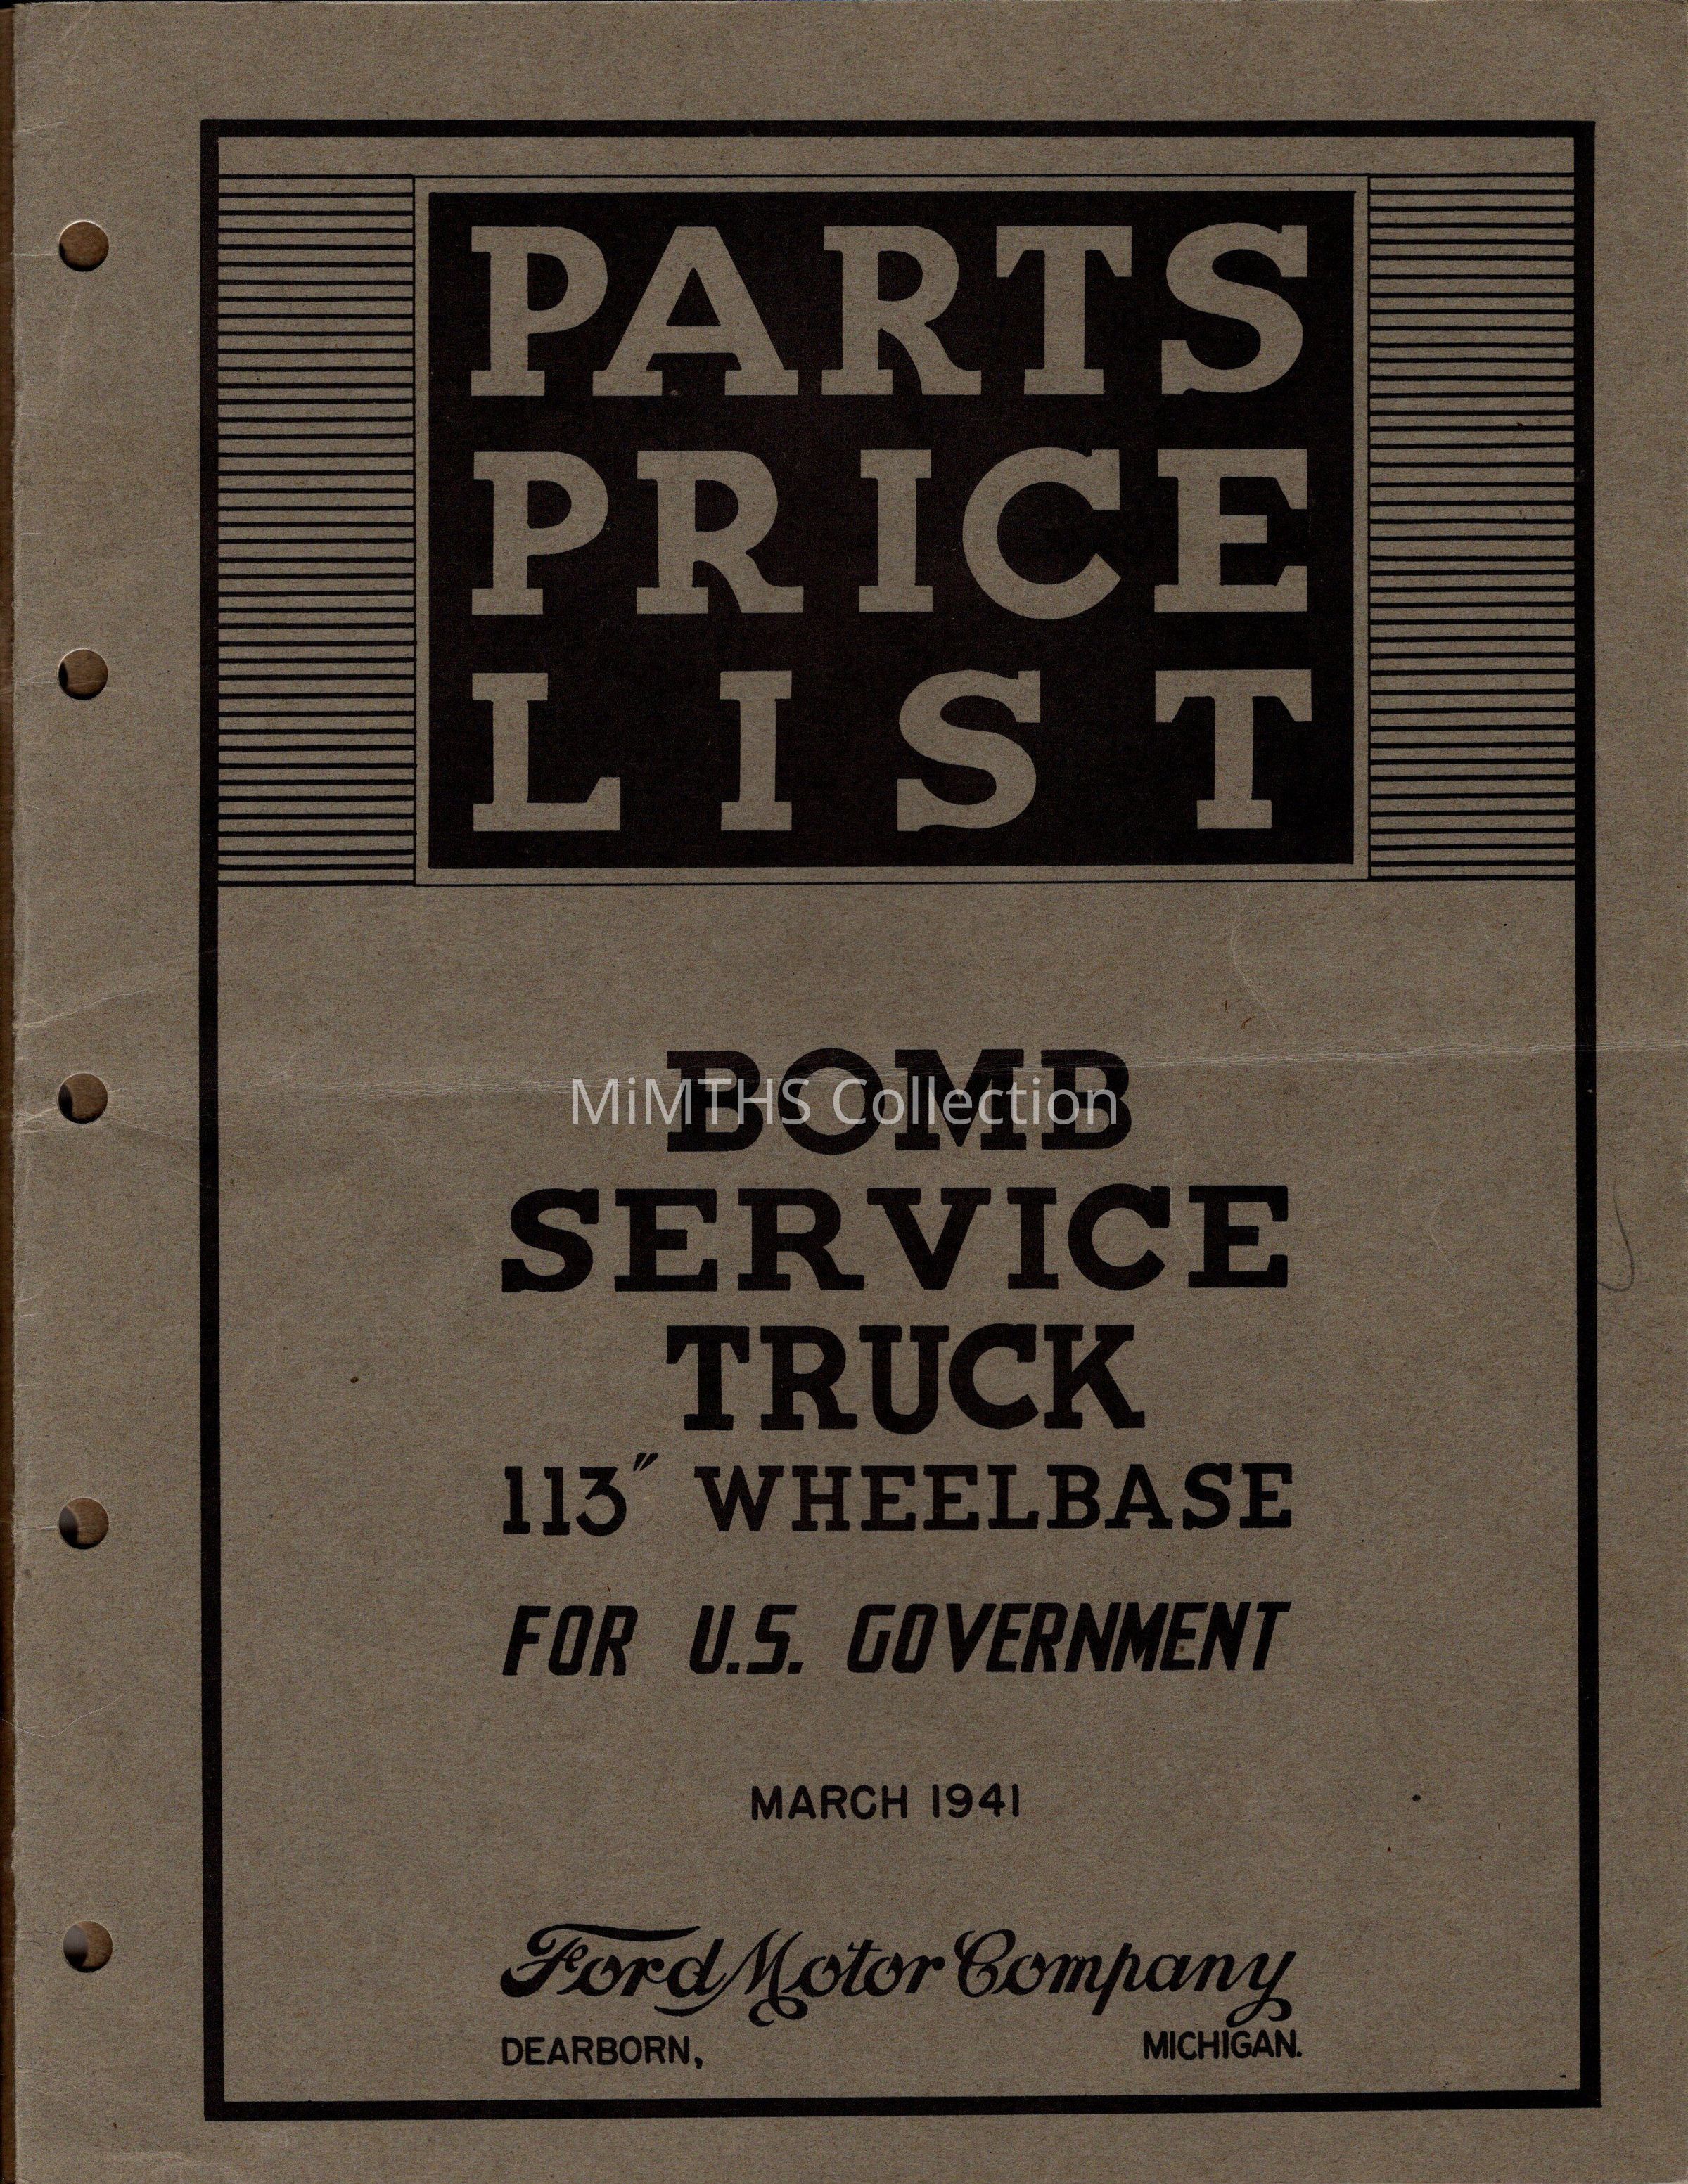 PARTS
PRICE
LIST
BOMB
MiMTHS Collection
SERVICE
TRUCK
113" WHEELBASE
FOR U.S. GOVERNMENT
MARCH 1941
Ford Motor Company
DEARBORN, MICHIGAN.